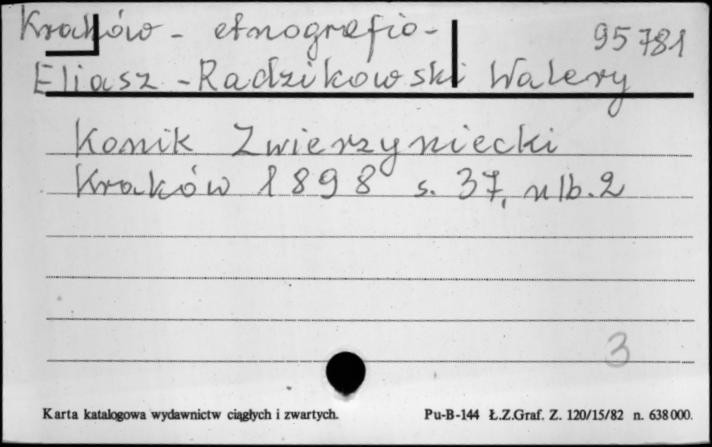 Kraków - etnografia - 95781
Eliasz - Radzikowski Walery
Konik Zwierzyniecki
Kraków 1898 s. 37, nlb. 2
3
Karta katalogowa wydawnictw ciągłych i zwartych. Pu-B-144 Ł.Z.Graf. Z. 120/15/82 n. 638000.